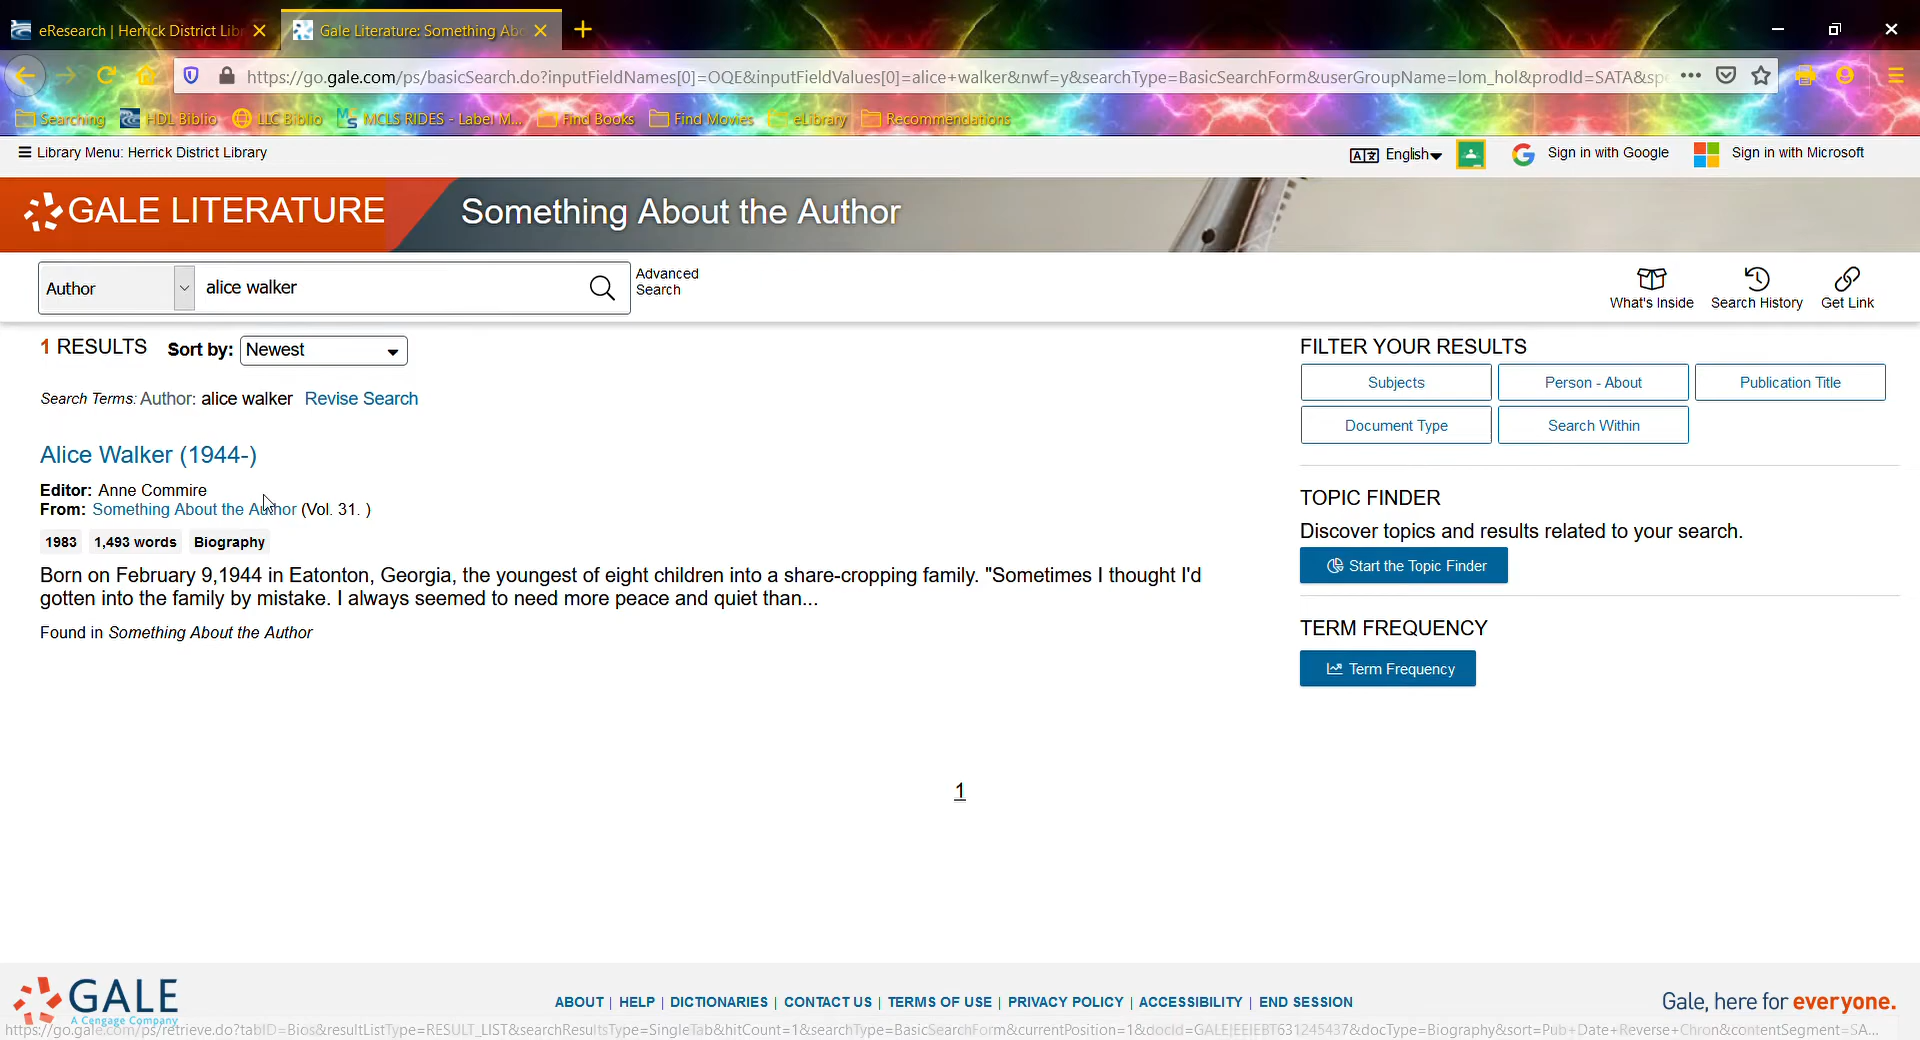 eResearch | Herrick District Lib
Gale Literature: Something Abo
https://go.gale.com/ps/basicSearch.do?inputFieldNames[0]=OQE&inputFieldValues[0]=alice+walker&nwf=y&searchType=BasicSearchForm&userGroupName=lom_hol&prodId=SATA&spe
Searching HDL Biblio LLC Biblio MCLS RIDES - Label M... Find Books Find Movies eLibrary Recommendations
Library Menu: Herrick District Library
English
Sign in with Google
Sign in with Microsoft
GALE LITERATURE Something About the Author
Author alice walker
Advanced
Search
What's Inside Search History Get Link
1 RESULTS Sort by: Newest
Search Terms: Author: alice walker Revise Search
Alice Walker (1944-)
Editor: Anne Commire
From: Something About the Author (Vol. 31. )
1983 1,493 words Biography
Born on February 9,1944 in Eatonton, Georgia, the youngest of eight children into a share-cropping family. "Sometimes I thought I'd
gotten into the family by mistake. I always seemed to need more peace and quiet than...
Found in Something About the Author
FILTER YOUR RESULTS
Subjects Person - About Publication Title
Document Type Search Within
TOPIC FINDER
Discover topics and results related to your search.
Start the Topic Finder
TERM FREQUENCY
Term Frequency
1
GALE
A Cengage Company
ABOUT | HELP | DICTIONARIES | CONTACT US | TERMS OF USE | PRIVACY POLICY | ACCESSIBILITY | END SESSION
Gale, here for everyone.
https://go.gale.com/ps/retrieve.do?tabID=Bios&resultListType=RESULT_LIST&searchResultsType=SingleTab&hitCount=1&searchType=BasicSearchForm&currentPosition=1&docId=GALE|EEIEBT631245437&docType=Biography&sort=Pub+Date+Reverse+Chron&contentSegment=SA...